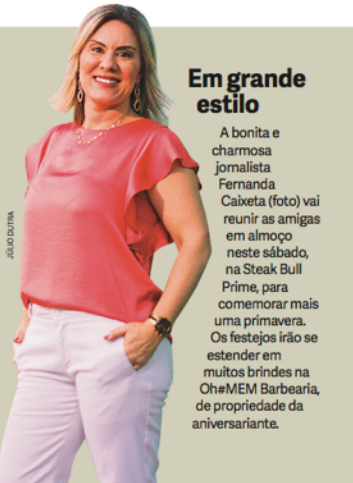 Em grande
estilo
A bonita e
charmosa
jornalista
Fernanda
Caixeta (foto) vai
reunir as amigas
em almoço
neste sábado,
na Steak Bull
Prime, para
comemorar mais
uma primavera.
Os festejos irão se
estender em
muitos brindes na
Oh#MEM Barbearia,
de propriedade da
aniversariante.
JÚLIO DUTRA